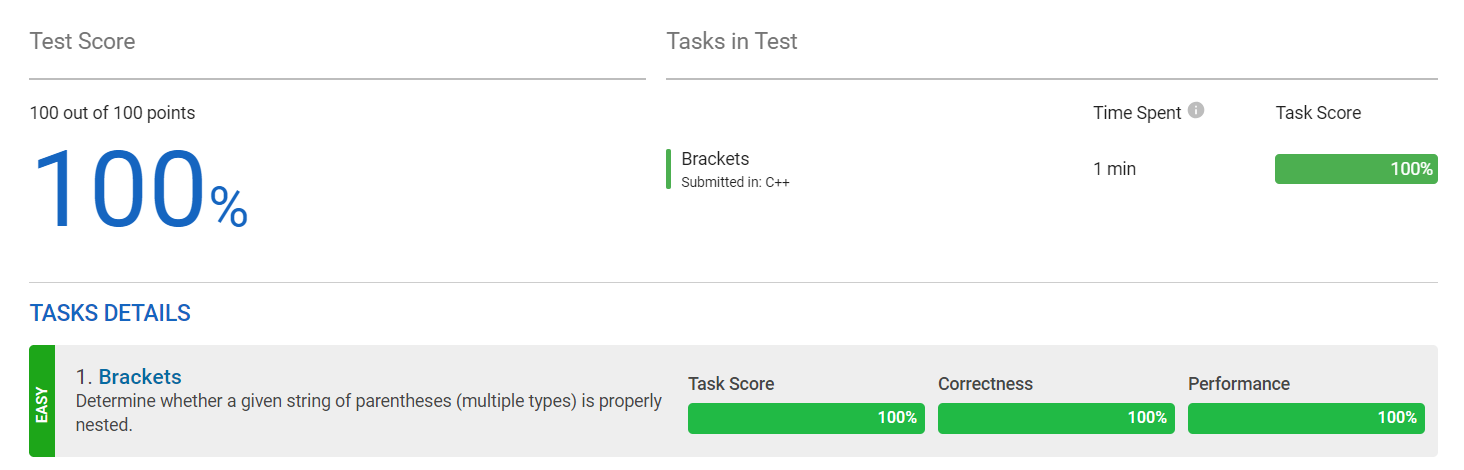 Test Score
Tasks in Test
100 out of 100 points
Time Spent
Task Score
100%
Brackets
Submitted in: C++
1 min
100%
TASKS DETAILS
EASY
1. Brackets
Determine whether a given string of parentheses (multiple types) is properly
nested.
Task Score
Correctness
Performance
100%
100%
100%